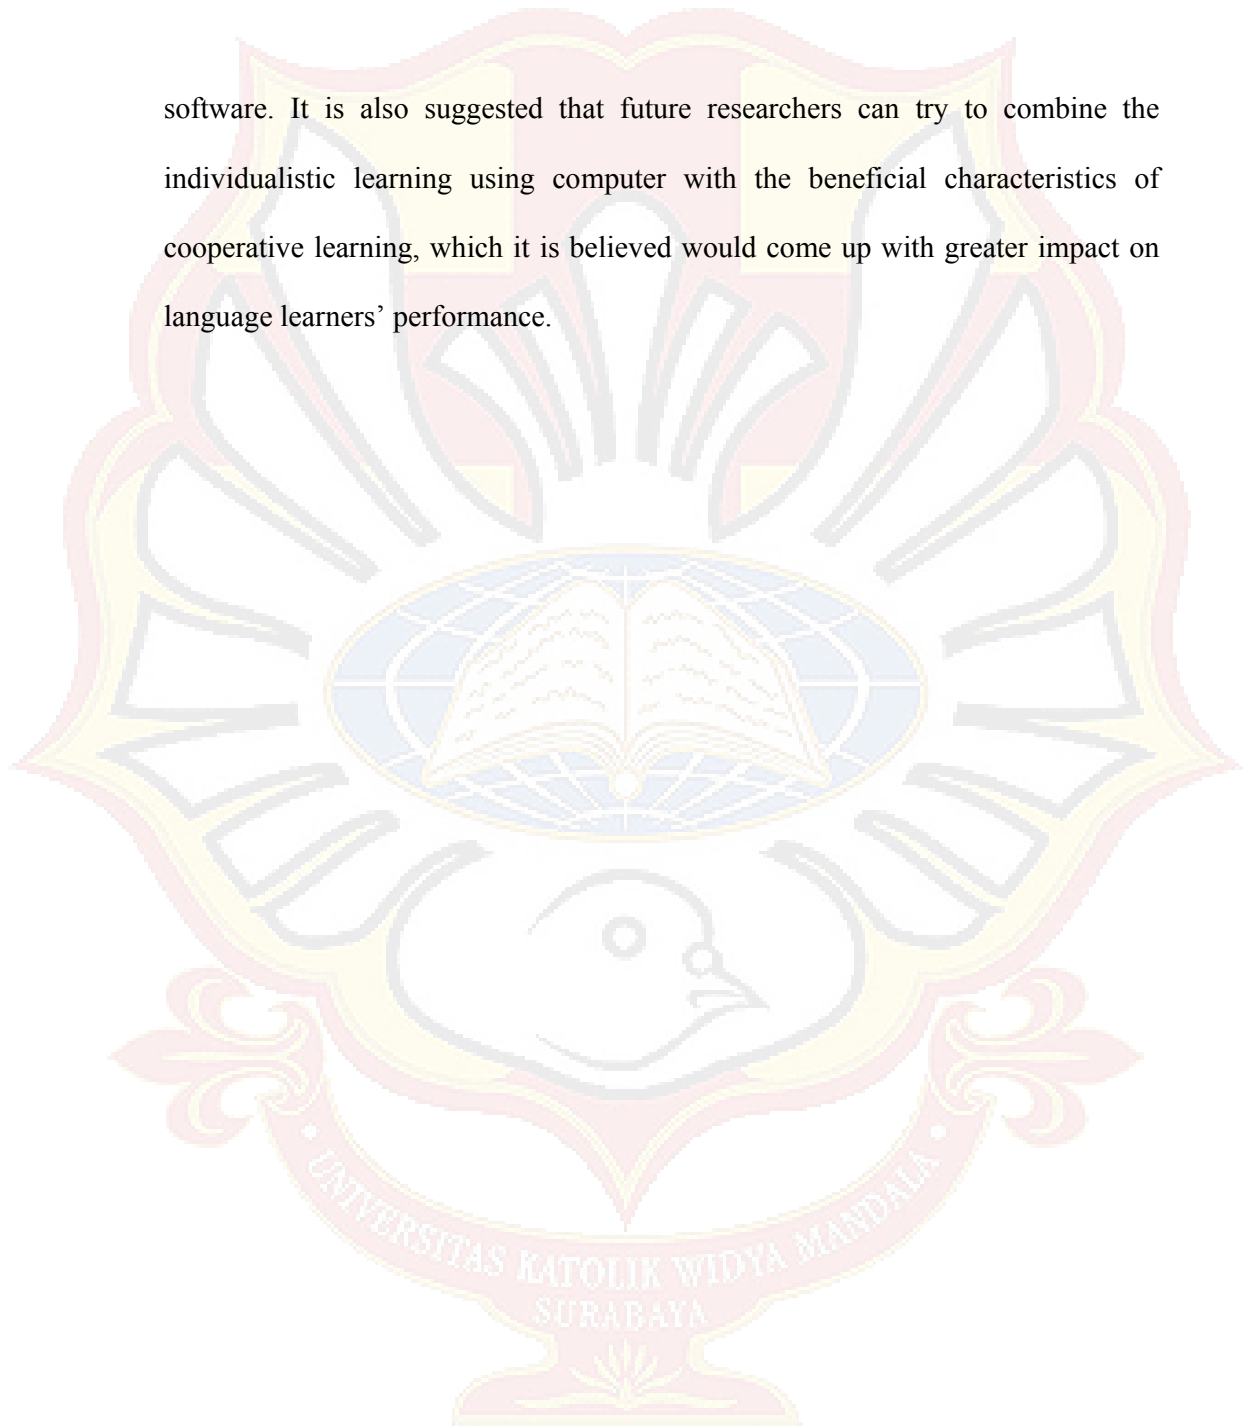 software. It is also suggested that future researchers can try to combine the
individualistic learning using computer with the beneficial characteristics of
cooperative learning, which it is believed would come up with greater impact on
language learners’ performance.
UNIVERSITAS KATOLIK WIDYA MANDALA
SURABAYA